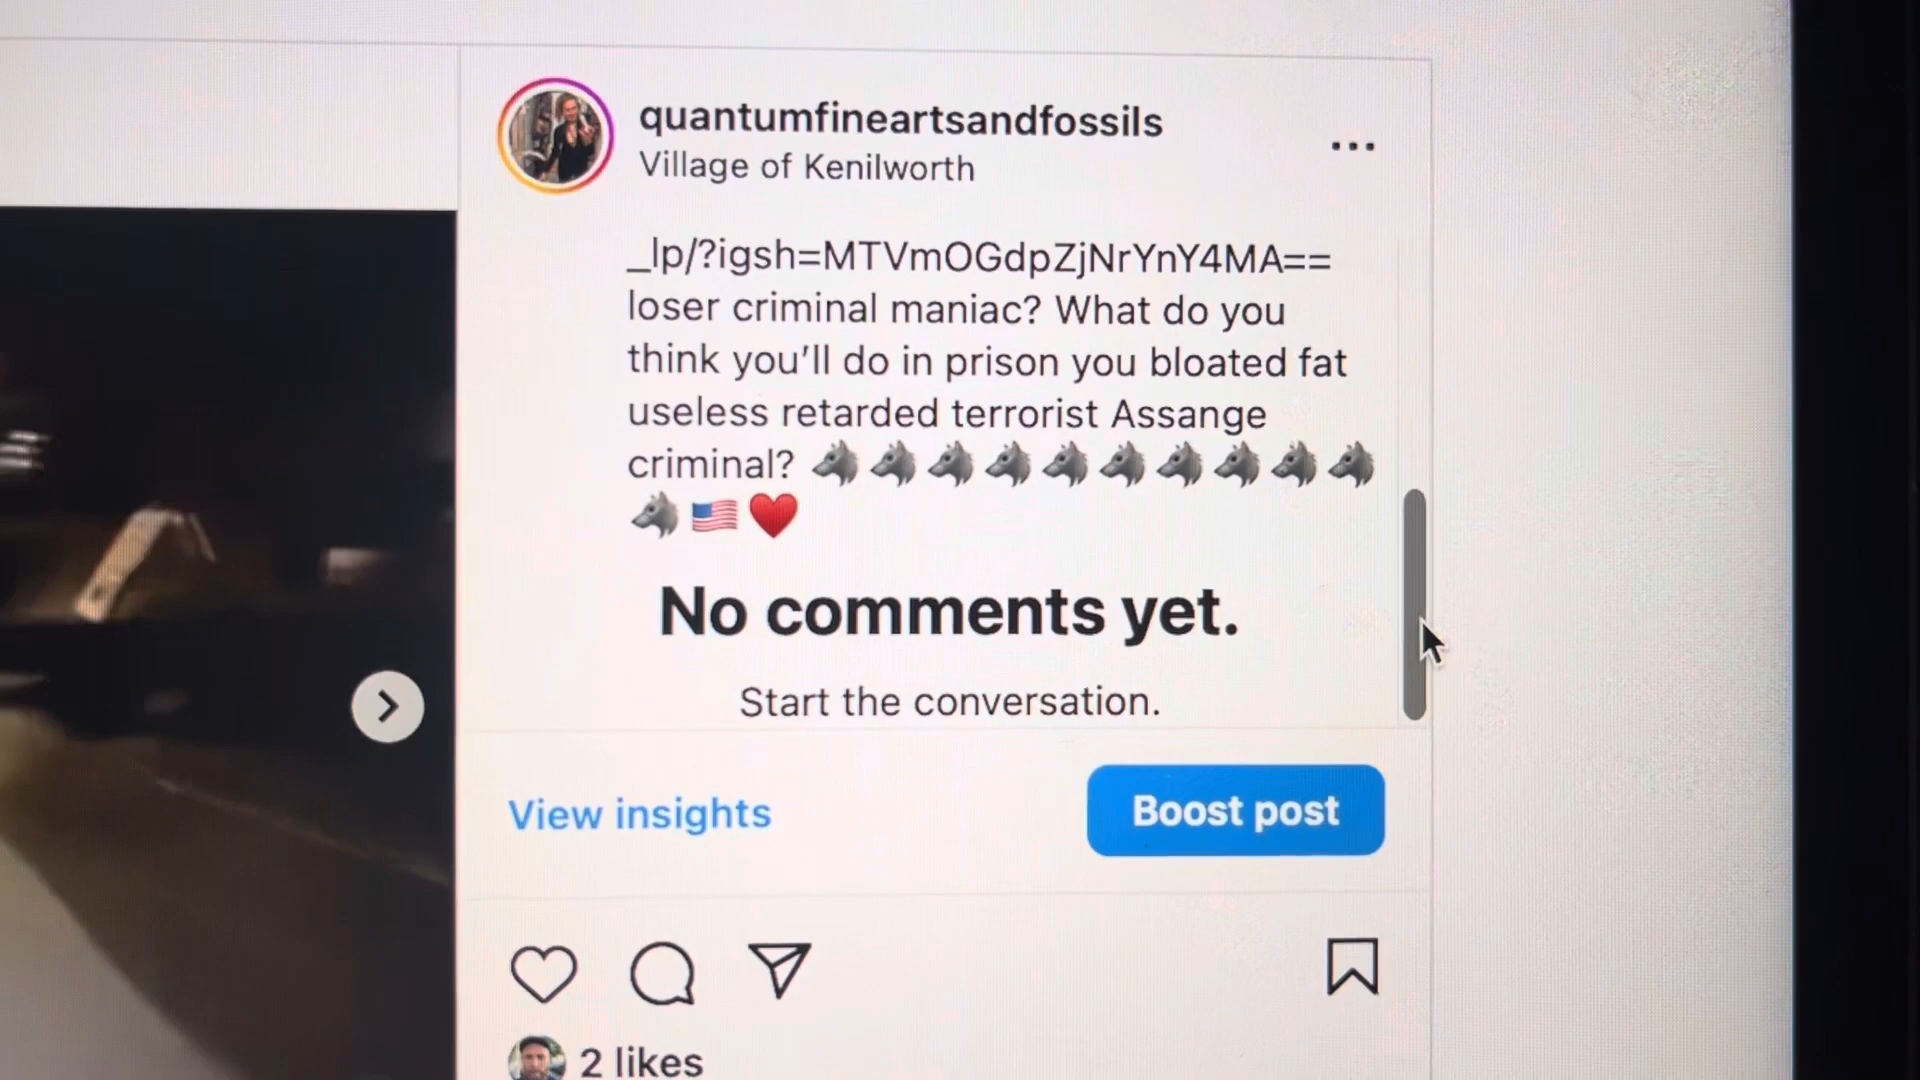 quantumfineartsandfossils
Village of Kenilworth
_lp/?igsh=MTVmOGdpZjNrYnY4MA==
loser criminal maniac? What do you
think you’ll do in prison you bloated fat
useless retarded terrorist Assange
criminal? 🐺🐺🐺🐺🐺🐺🐺🐺🐺🐺
🐺🇺🇸❤️
No comments yet.
Start the conversation.
View insights
Boost post
2 likes